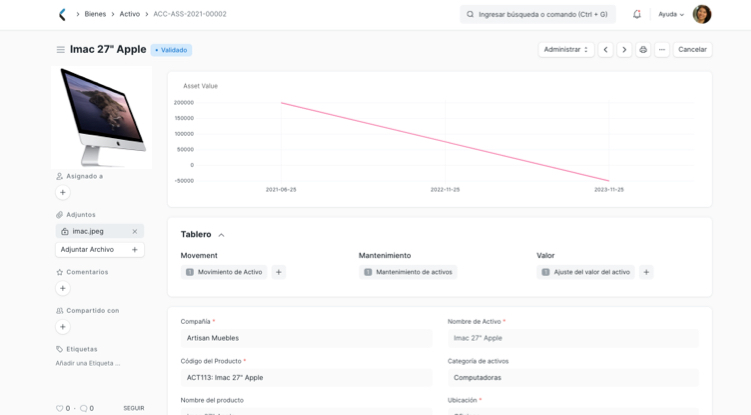 Bienes
Activo
ACC-ASS-2021-00002
Ingresar búsqueda o comando (Ctrl + G)
Ayuda
Imac 27" Apple
Validado
Administrar
Cancelar
Asset Value
200000
150000
100000
50000
0
-50000
2021-06-25
2022-11-25
2023-11-25
Asignado a
Adjuntos
imac.jpeg
Adjuntar Archivo
Comentarios
Compartido con
Etiquetas
Añadir una Etiqueta ...
0 · 0 SEGUIR
Tablero
Movement
Mantenimiento
Valor
1 Movimiento de Activo
1 Mantenimiento de activos
1 Ajuste del valor del activo
Compañía *
Nombre de Activo *
Artisan Muebles
Imac 27" Apple
Código del Producto *
Categoría de activos
ACT113: Imac 27" Apple
Computadoras
Nombre del producto
Ubicación *